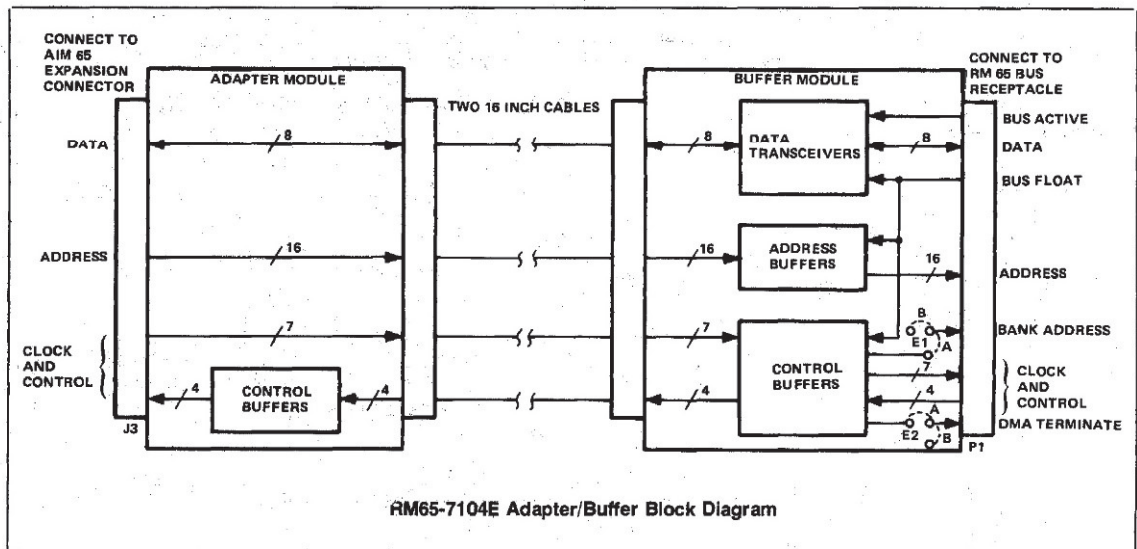 CONNECT TO
AIM 65
EXPANSION
CONNECTOR
ADAPTER MODULE
TWO 16 INCH CABLES
BUFFER MODULE
CONNECT TO
RM 65 BUS
RECEPTACLE
BUS ACTIVE
DATA
8
8
DATA
TRANSCEIVERS
8
DATA
BUS FLOAT
ADDRESS
16
16
ADDRESS
BUFFERS
16
ADDRESS
7
7
B
E1
A
BANK ADDRESS
CLOCK
AND
CONTROL
4
CONTROL
BUFFERS
4
4
CONTROL
BUFFERS
7
4
CLOCK
AND
CONTROL
A
E2
B
DMA TERMINATE
J3
P1
RM65-7104E Adapter/Buffer Block Diagram